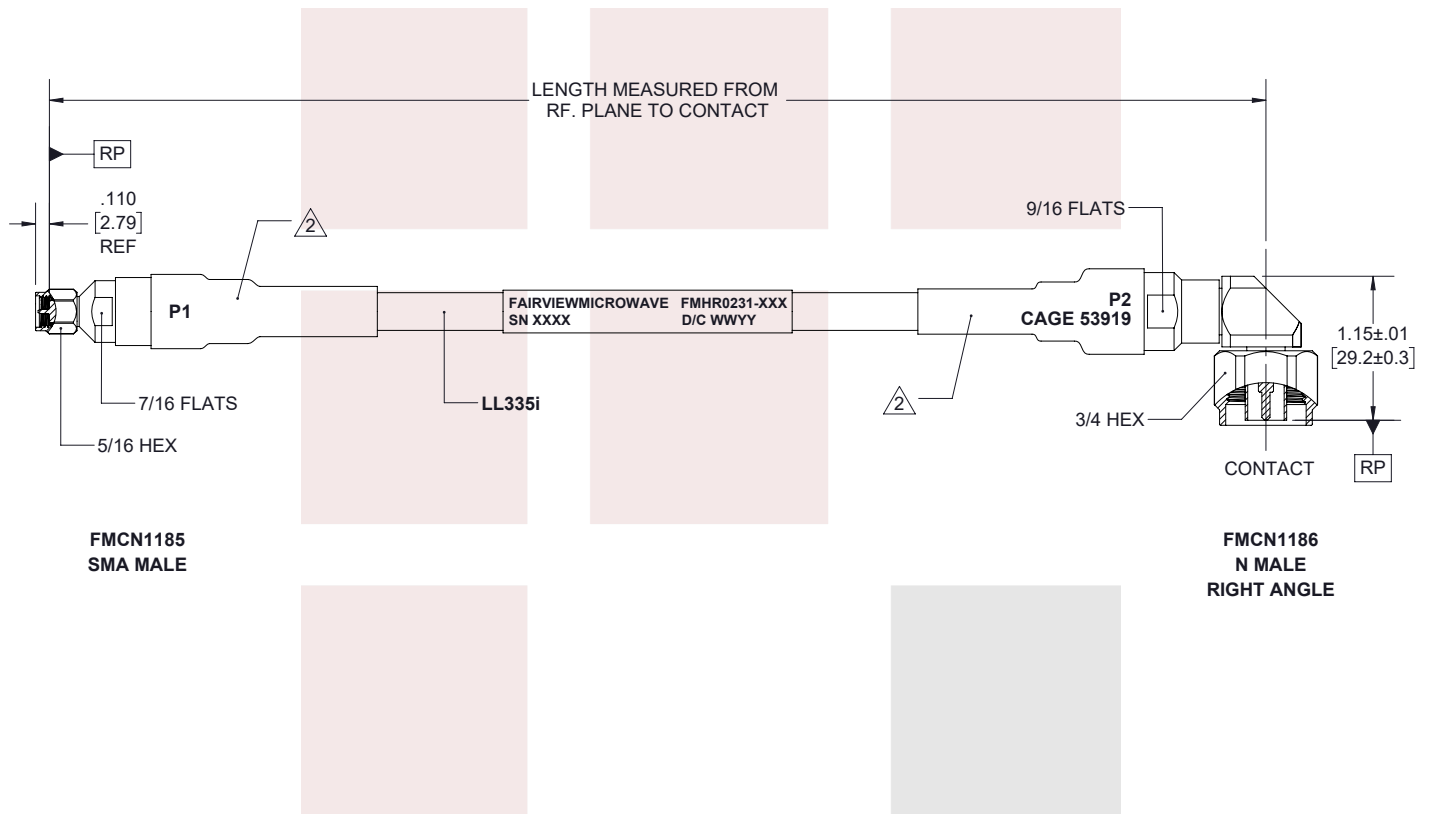 LENGTH MEASURED FROM
RF. PLANE TO CONTACT
RP
.110
[2.79]
REF
2
9/16 FLATS
P1
FAIRVIEWMICROWAVE FMHR0231-XXX
SN XXXX D/C WWYY
P2
CAGE 53919
1.15±.01
[29.2±0.3]
7/16 FLATS
LL335i
2
3/4 HEX
5/16 HEX
CONTACT
RP
FMCN1185
SMA MALE
FMCN1186
N MALE
RIGHT ANGLE